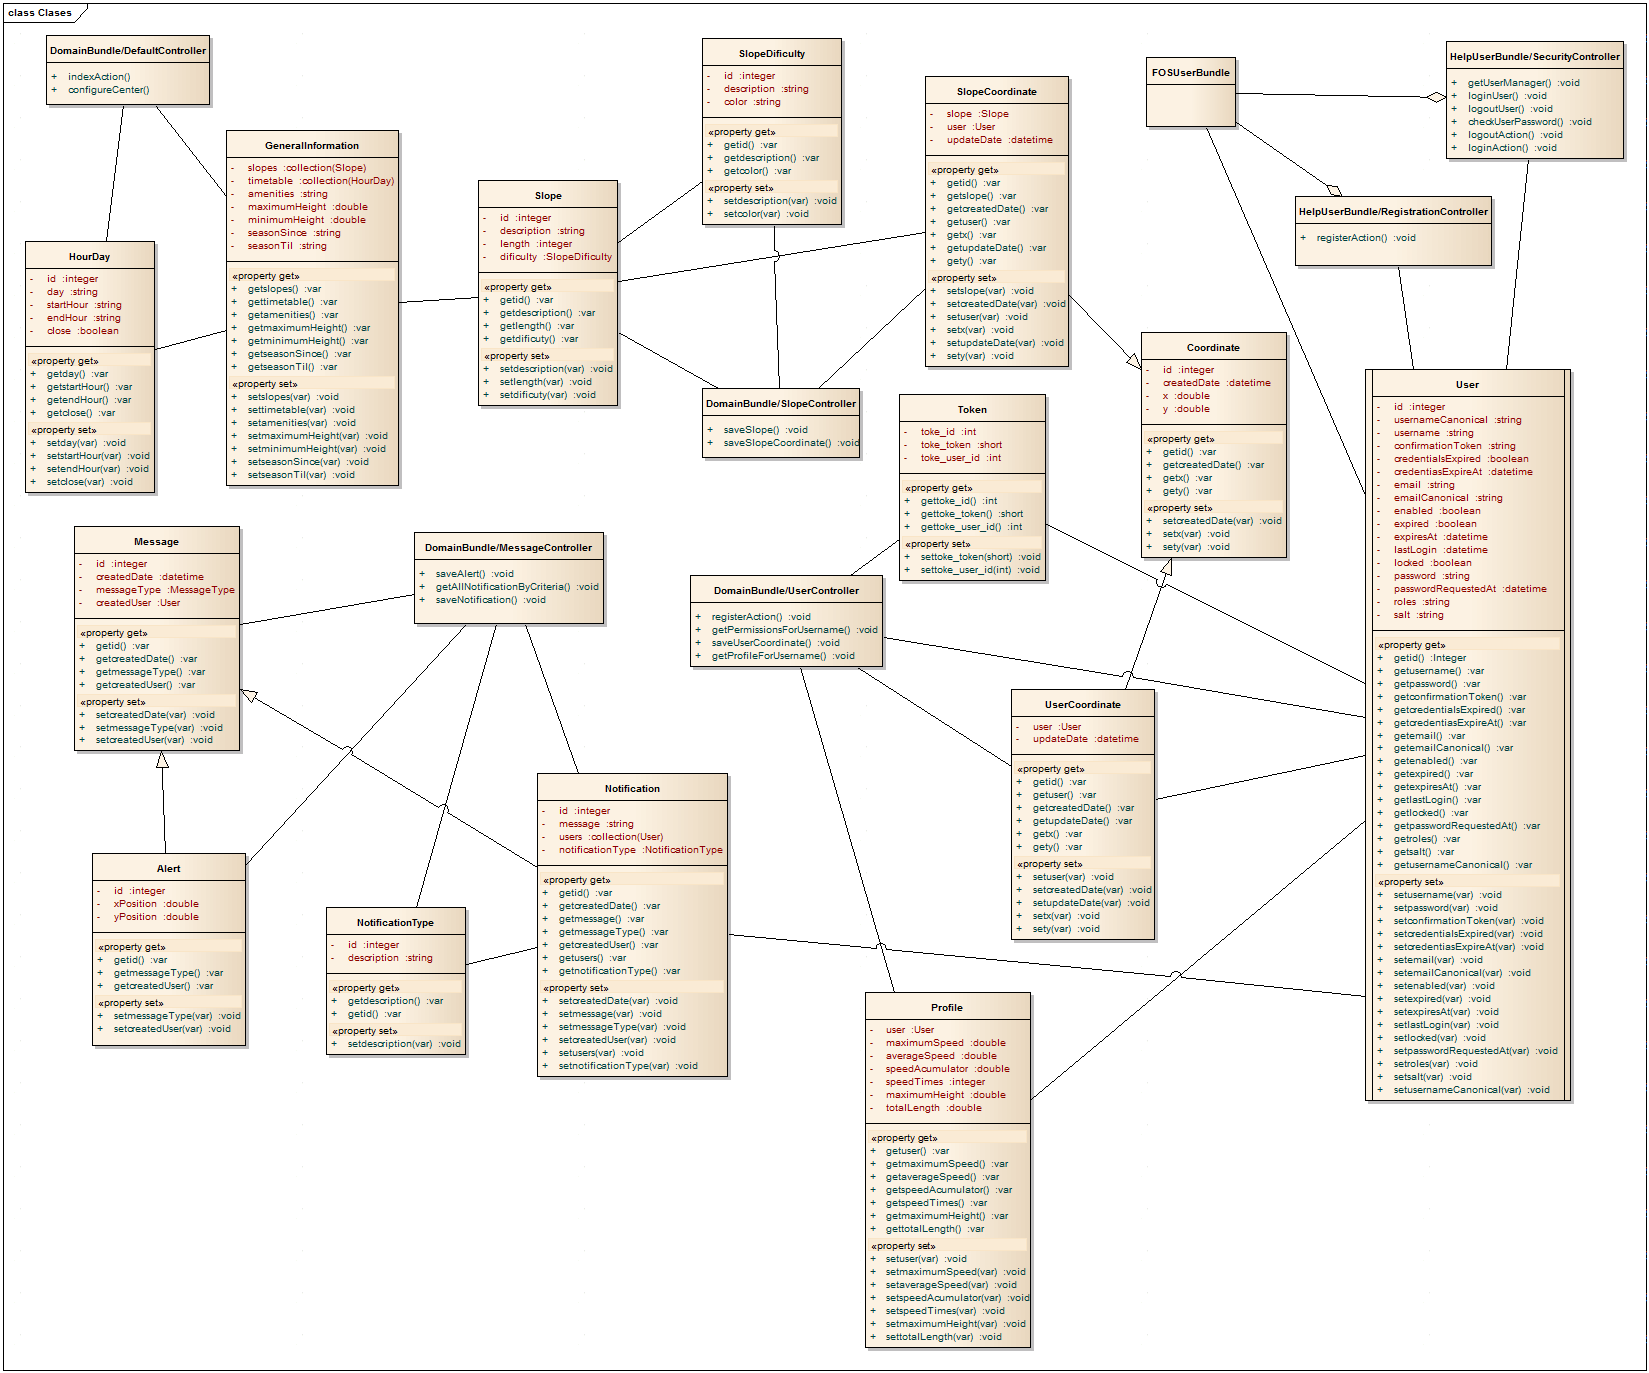 class Clases
DomainBundle/DefaultController
+ indexAction()
+ configureCenter()
GeneralInformation
- slopes :collection(Slope)
- timetable :collection(HourDay)
- amenities :string
- maximumHeight :double
- minimumHeight :double
- seasonSince :string
- seasonTil :string
«property get»
+ getslopes() :var
+ gettimetable() :var
+ getamenities() :var
+ getmaximumHeight() :var
+ getminimumHeight() :var
+ getseasonSince() :var
+ getseasonTil() :var
«property set»
+ setslopes(var) :void
+ settimetable(var) :void
+ setamenities(var) :void
+ setmaximumHeight(var) :void
+ setminimumHeight(var) :void
+ setseasonSince(var) :void
+ setseasonTil(var) :void
HourDay
- id :integer
- day :string
- startHour :string
- endHour :string
- close :boolean
«property get»
+ getday() :var
+ getstartHour() :var
+ getendHour() :var
+ getclose() :var
«property set»
+ setday(var) :void
+ setstartHour(var) :void
+ setendHour(var) :void
+ setclose(var) :void
Slope
- id :integer
- description :string
- length :integer
- dificulty :SlopeDificulty
«property get»
+ getid() :var
+ getdescription() :var
+ getlength() :var
+ getdificuty() :var
«property set»
+ setdescription(var) :void
+ setlength(var) :void
+ setdificuty(var) :void
SlopeDificulty
- id :integer
- description :string
- color :string
«property get»
+ getid() :var
+ getdescription() :var
+ getcolor() :var
«property set»
+ setdescription(var) :void
+ setcolor(var) :void
SlopeCoordinate
- slope :Slope
- user :User
- updateDate :datetime
«property get»
+ getid() :var
+ getslope() :var
+ getcreatedDate() :var
+ getuser() :var
+ getx() :var
+ getupdateDate() :var
+ gety() :var
«property set»
+ setslope(var) :void
+ setcreatedDate(var) :void
+ setuser(var) :void
+ setx(var) :void
+ setupdateDate(var) :void
+ sety(var) :void
FOSUserBundle
HelpUserBundle/SecurityController
+ getUserManager() :void
+ loginUser() :void
+ logoutUser() :void
+ checkUserPassword() :void
+ logoutAction() :void
+ loginAction() :void
HelpUserBundle/RegistrationController
+ registerAction() :void
DomainBundle/SlopeController
+ saveSlope() :void
+ saveSlopeCoordinate() :void
Coordinate
- id :integer
- createdDate :datetime
- x :double
- y :double
«property get»
+ getid() :var
+ getcreatedDate() :var
+ getx() :var
+ gety() :var
«property set»
+ setcreatedDate(var) :void
+ setx(var) :void
+ sety(var) :void
Token
- toke_id :int
- toke_token :short
- toke_user_id :int
«property get»
+ gettoke_id() :int
+ gettoke_token() :short
+ gettoke_user_id() :int
«property set»
+ settoke_token(short) :void
+ settoke_user_id(int) :void
User
- id :integer
- usernameCanonical :string
- username :string
- confirmationToken :string
- credentialsExpired :boolean
- credentiasExpireAt :datetime
- email :string
- emailCanonical :string
- enabled :boolean
- expired :boolean
- expiresAt :datetime
- lastLogin :datetime
- locked :boolean
- password :string
- passwordRequestedAt :datetime
- roles :string
- salt :string
«property get»
+ getid() :Integer
+ getusername() :var
+ getpassword() :var
+ getconfirmationToken() :var
+ getcredentialsExpired() :var
+ getcredentiasExpireAt() :var
+ getemail() :var
+ getemailCanonical() :var
+ getenabled() :var
+ getexpired() :var
+ getexpiresAt() :var
+ getlastLogin() :var
+ getlocked() :var
+ getpasswordRequestedAt() :var
+ getroles() :var
+ getsalt() :var
+ getusernameCanonical() :var
«property set»
+ setusername(var) :void
+ setpassword(var) :void
+ setconfirmationToken(var) :void
+ setcredentialsExpired(var) :void
+ setcredentiasExpireAt(var) :void
+ setemail(var) :void
+ setemailCanonical(var) :void
+ setenabled(var) :void
+ setexpired(var) :void
+ setexpiresAt(var) :void
+ setlastLogin(var) :void
+ setlocked(var) :void
+ setpasswordRequestedAt(var) :void
+ setroles(var) :void
+ setsalt(var) :void
+ setusernameCanonical(var) :void
Message
- id :integer
- createdDate :datetime
- messageType :MessageType
- createdUser :User
«property get»
+ getid() :var
+ getcreatedDate() :var
+ getmessageType() :var
+ getcreatedUser() :var
«property set»
+ setcreatedDate(var) :void
+ setmessageType(var) :void
+ setcreatedUser(var) :void
DomainBundle/MessageController
+ saveAlert() :void
+ getAllNotificationByCriteria() :void
+ saveNotification() :void
DomainBundle/UserController
+ registerAction() :void
+ getPermissionsForUsername() :void
+ saveUserCoordinate() :void
+ getProfileForUsername() :void
UserCoordinate
- user :User
- updateDate :datetime
«property get»
+ getid() :var
+ getuser() :var
+ getcreatedDate() :var
+ getupdateDate() :var
+ getx() :var
+ gety() :var
«property set»
+ setuser(var) :void
+ setcreatedDate(var) :void
+ setupdateDate(var) :void
+ setx(var) :void
+ sety(var) :void
Notification
- id :integer
- message :string
- users :collection(User)
- notificationType :NotificationType
«property get»
+ getid() :var
+ getcreatedDate() :var
+ getmessage() :var
+ getmessageType() :var
+ getcreatedUser() :var
+ getusers() :var
+ getnotificationType() :var
«property set»
+ setcreatedDate(var) :void
+ setmessage(var) :void
+ setmessageType(var) :void
+ setcreatedUser(var) :void
+ setusers(var) :void
+ setnotificationType(var) :void
Alert
- id :integer
- xPosition :double
- yPosition :double
«property get»
+ getid() :var
+ getmessageType() :var
+ getcreatedUser() :var
«property set»
+ setmessageType(var) :void
+ setcreatedUser(var) :void
NotificationType
- id :integer
- description :string
«property get»
+ getdescription() :var
+ getid() :var
«property set»
+ setdescription(var) :void
Profile
- user :User
- maximumSpeed :double
- averageSpeed :double
- speedAcumulator :double
- speedTimes :integer
- maximumHeight :double
- totalLength :double
«property get»
+ getuser() :var
+ getmaximumSpeed() :var
+ getaverageSpeed() :var
+ getspeedAcumulator() :var
+ getspeedTimes() :var
+ getmaximumHeight() :var
+ gettotalLength() :var
«property set»
+ setuser(var) :void
+ setmaximumSpeed(var) :void
+ setaverageSpeed(var) :void
+ setspeedAcumulator(var) :void
+ setspeedTimes(var) :void
+ setmaximumHeight(var) :void
+ settotalLength(var) :void